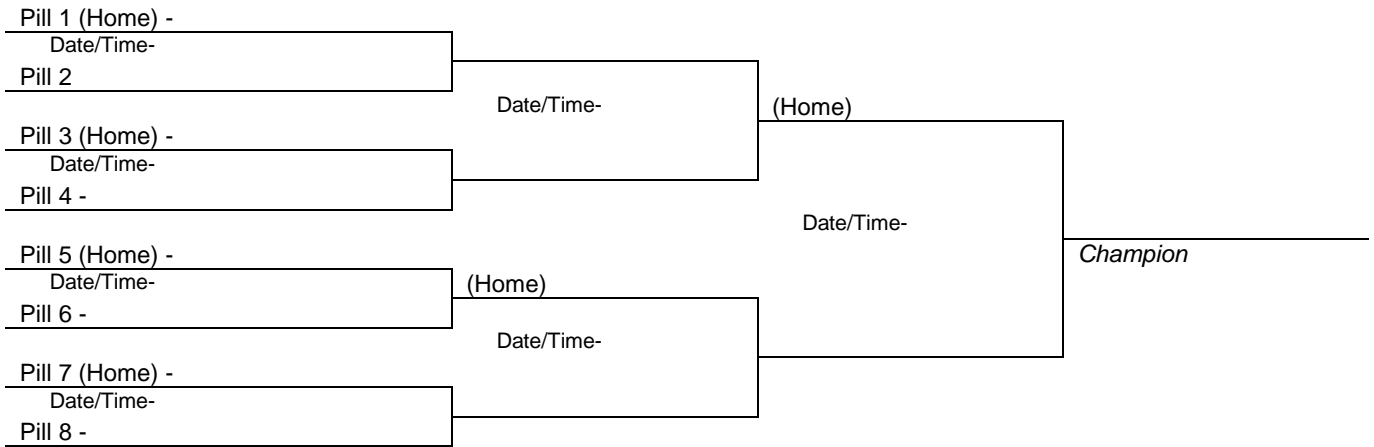 Pill 1 (Home) -
Date/Time-
Pill 2
Date/Time-
(Home)
Pill 3 (Home) -
Date/Time-
Pill 4 -
Date/Time-
Champion
Pill 5 (Home) -
Date/Time-
(Home)
Pill 6 -
Date/Time-
Pill 7 (Home) -
Date/Time-
Pill 8 -